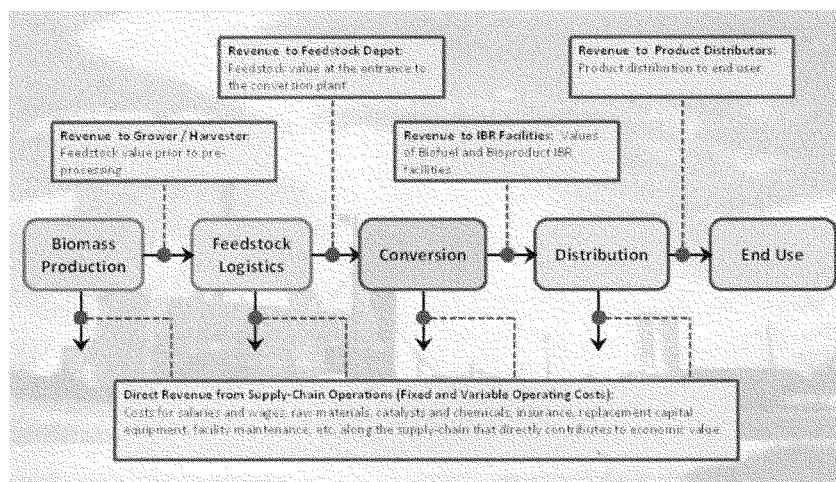 Revenue to Feedstock Depot:
Feedstock value at the entrance to
the conversion plant
Revenue to Product Distributors:
Product distribution to end user
Revenue to Grower / Harvester:
Feedstock value prior to pre-
processing
Revenue to IBR Facilities: Values
of Biofuel and Bioproduct IBR
facilities
Biomass
Production
Feedstock
Logistics
Conversion
Distribution
End Use
Direct Revenue from Supply-Chain Operations (Fixed and Variable Operating Costs):
Costs for salaries and wages, raw materials, catalysts and chemicals, insurance, replacement capital
equipment, facility maintenance, etc. along the supply-chain that directly contributes to economic value